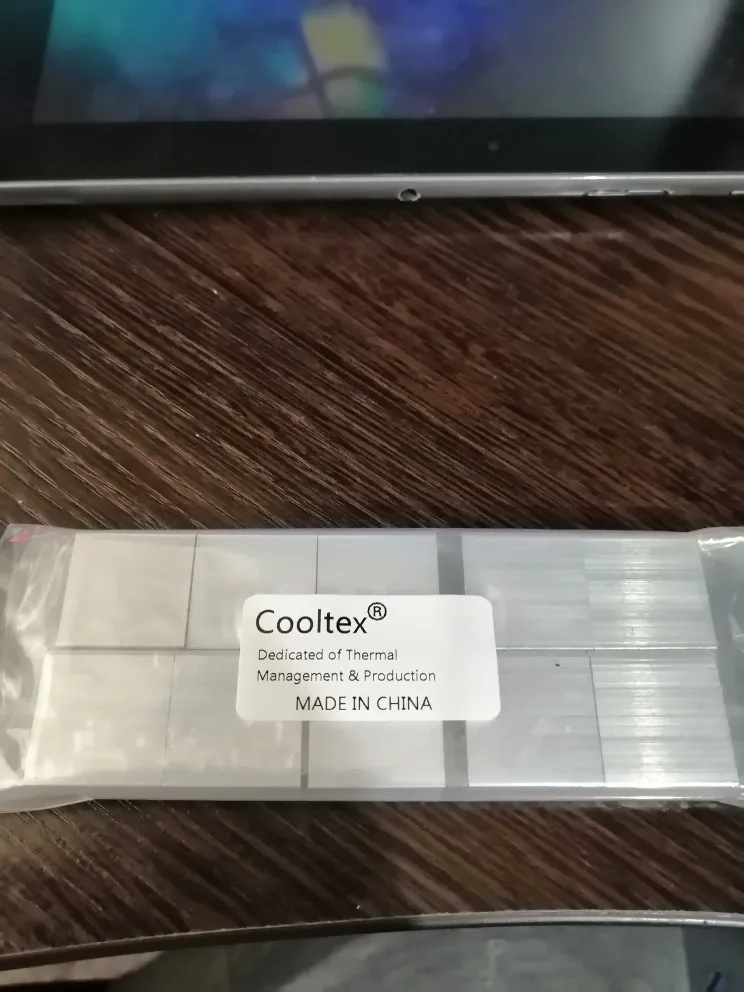 Cooltex®
Dedicated of Thermal
Management & Production
MADE IN CHINA